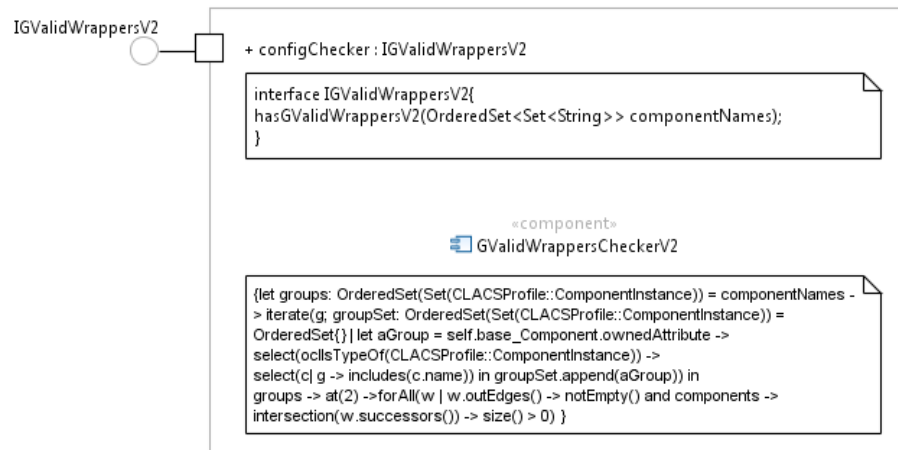 IGValidWrappersV2
+ configChecker : IGValidWrappersV2
interface IGValidWrappersV2{
hasGValidWrappersV2(OrderedSet<Set<String>> componentNames);
}
«component»
GValidWrappersCheckerV2
{let groups: OrderedSet(Set(CLACSProfile::ComponentInstance)) = componentNames -
> iterate(g; groupSet: OrderedSet(Set(CLACSProfile::ComponentInstance)) =
OrderedSet{} | let aGroup = self.base_Component.ownedAttribute ->
select(oclIsTypeOf(CLACSProfile::ComponentInstance)) ->
select(c| g -> includes(c.name)) in groupSet.append(aGroup)) in
groups -> at(2) ->forAll(w | w.outEdges() -> notEmpty() and components ->
intersection(w.successors()) -> size() > 0) }